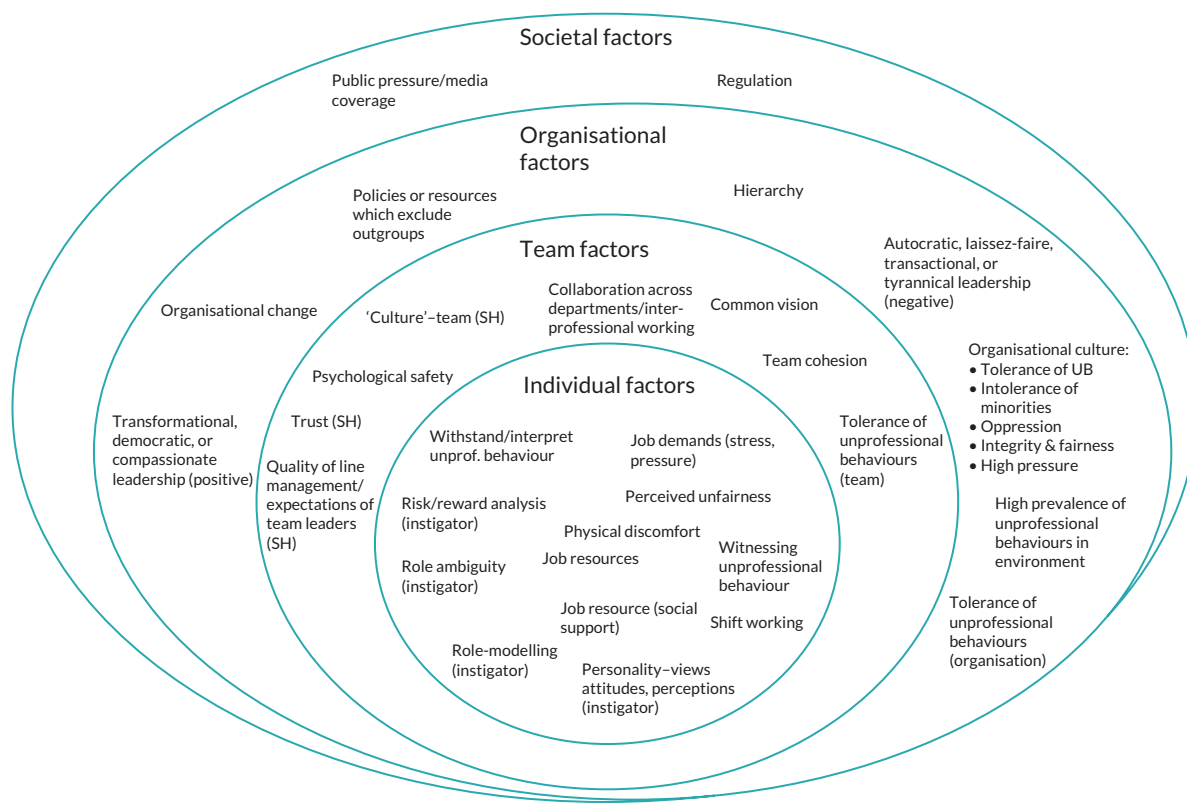 Societal factors
Public pressure/media
coverage
Regulation
Organisational
factors
Policies or resources
which exclude
outgroups
Hierarchy
Autocratic, laissez-faire,
transactional, or
tyrannical leadership
(negative)
Organisational change
Transformational,
democratic, or
compassionate
leadership (positive)
Organisational culture:
• Tolerance of UB
• Intolerance of
minorities
• Oppression
• Integrity & fairness
• High pressure
High prevalence of
unprofessional
behaviours in
environment
Tolerance of
unprofessional
behaviours
(organisation)
Team factors
‘Culture’–team (SH)
Collaboration across
departments/inter-
professional working
Common vision
Psychological safety
Team cohesion
Trust (SH)
Quality of line
management/
expectations of
team leaders
(SH)
Tolerance of
unprofessional
behaviours
(team)
Individual factors
Withstand/interpret
unprof. behaviour
Job demands (stress,
pressure)
Risk/reward analysis
(instigator)
Perceived unfairness
Physical discomfort
Role ambiguity
(instigator)
Job resources
Witnessing
unprofessional
behaviour
Job resource (social
support)
Shift working
Role-modelling
(instigator)
Personality–views
attitudes, perceptions
(instigator)